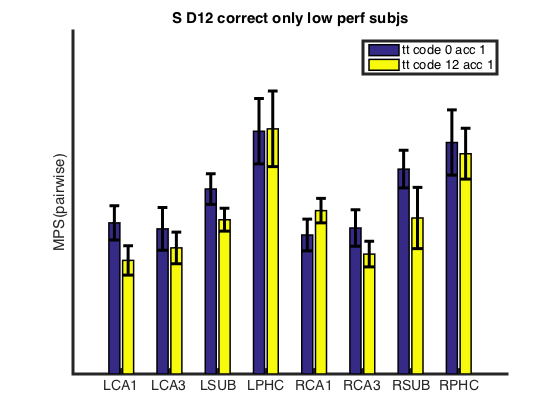 S D12 correct only low perf subjs
tt code 0 acc 1
tt code 12 acc 1
MPS(pairwise)
LCA1 LCA3 LSUB LPHC RCA1 RCA3 RSUB RPHC